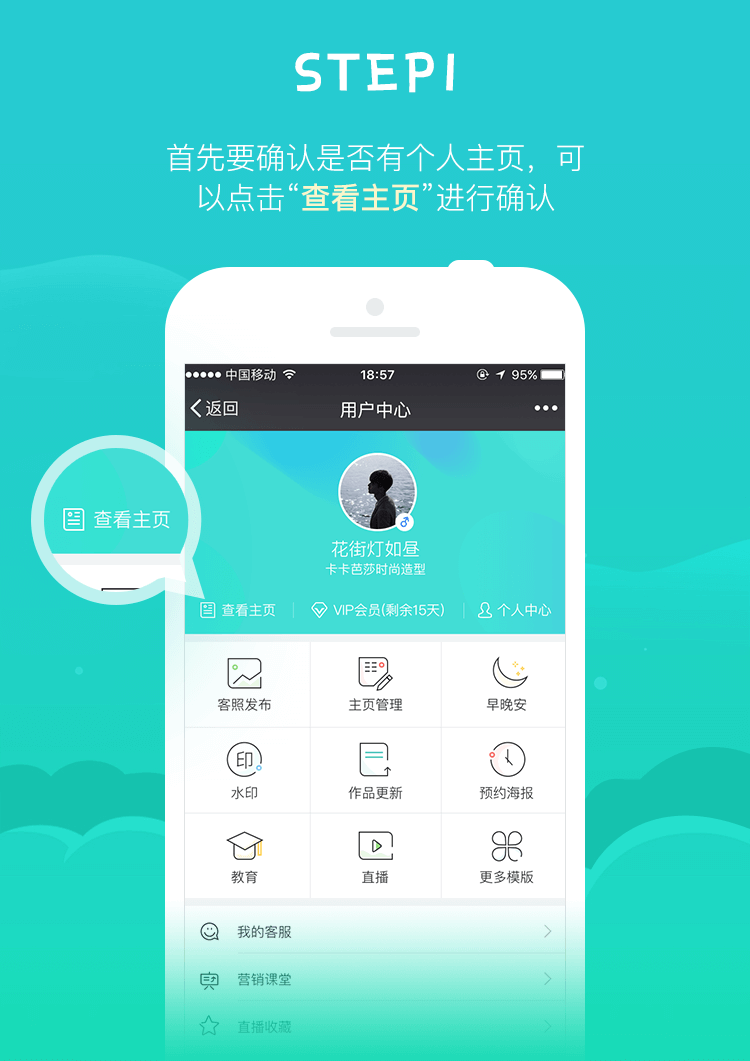 STEP1
首先要确认是否有个人主页，可
以点击“查看主页”进行确认
中国移动 18:57 95%
返回 用户中心
查看主页
花街灯如昼
卡卡芭莎时尚造型
查看主页 VIP会员(剩余15天) 个人中心
客照发布 主页管理 早晚安
印
水印 作品更新 预约海报
教育 直播 更多模版
我的客服
营销课堂
直播收藏